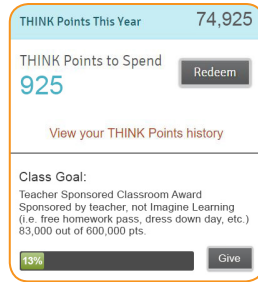 THINK Points This Year 74,925
THINK Points to Spend
925
Redeem
View your THINK Points history
Class Goal:
Teacher Sponsored Classroom Award
Sponsored by teacher, not Imagine Learning
(i.e. free homework pass, dress down day, etc.)
83,000 out of 600,000 pts.
13%
Give